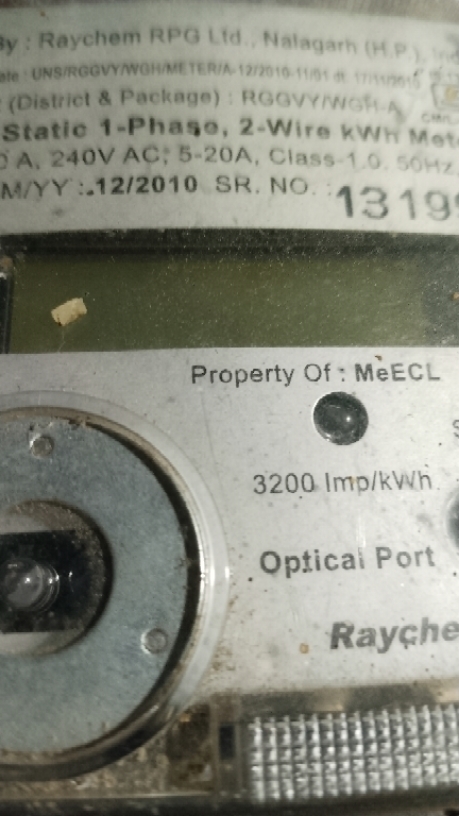 By : Raychem RPG Ltd., Nalagarh (H.P.),
UNS/RGGVY/WGH/METER/A-12/2010-11/01 dt. 17/11/2010
(District & Package) : RGGVY/WGH-A
Static 1-Phase, 2-Wire kWh
A, 240V AC; 5-20A, Class-1.0, 50Hz,
M/YY : 12/2010 SR. NO. : 13199
Property Of : MeECL
3200 Imp/kWh
Optical Port
Rayche